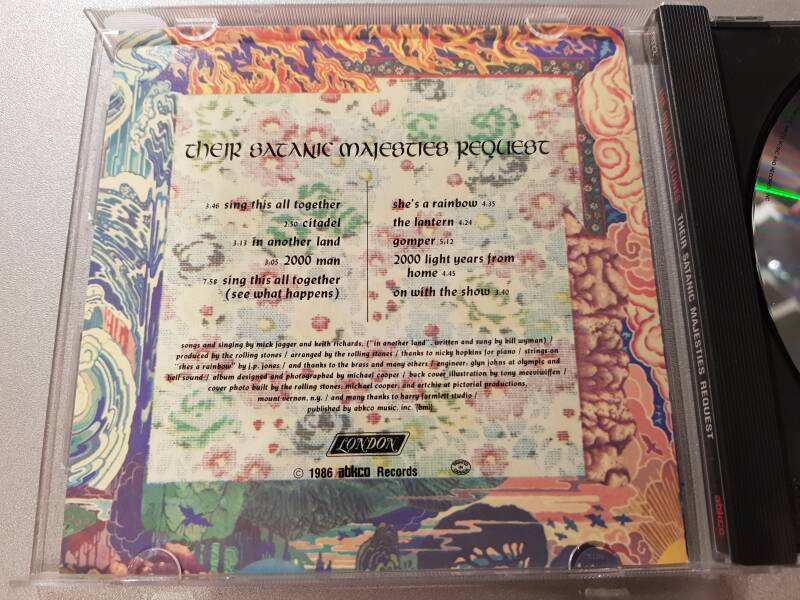 their satanic majesties request
3:46 sing this all together
2:50 citadel
3:13 in another land
3:05 2000 man
7:58 sing this all together
(see what happens)
she's a rainbow 4:35
the lantern 4:24
gomper 5:12
2000 light years from
home 4:45
on with the show 3:40
songs and singing by mick jagger and keith richards, ("in another land", written and sung by bill wyman) /
produced by the rolling stones / arranged by the rolling stones / thanks to nicky hopkins for piano / strings on
"shes a rainbow" by j.p. jones / and thanks to the brass and many others / engineer: glyn johns at olympic and
bell sound / album designed and photographed by michael cooper / back cover illustration by tony meeviwiffen /
cover photo built by the rolling stones: michael cooper, and artchie at pictorial productions,
mount vernon, n.y. / and many thanks to harry farmlett studio /
published by abkco music, inc. (bmi)
LONDON
© 1986 abkco Records
THE ROLLING STONES THEIR SATANIC MAJESTIES REQUEST
abkco